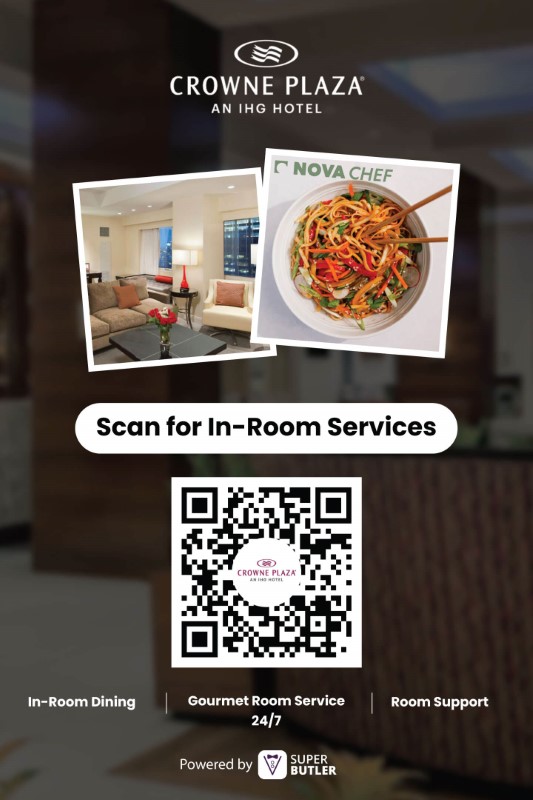 CROWNE PLAZA®
AN IHG HOTEL
NOVA CHEF
Scan for In-Room Services
CROWNE PLAZA
AN IHG HOTEL
In-Room Dining
Gourmet Room Service
24/7
Room Support
Powered by
SUPER
BUTLER